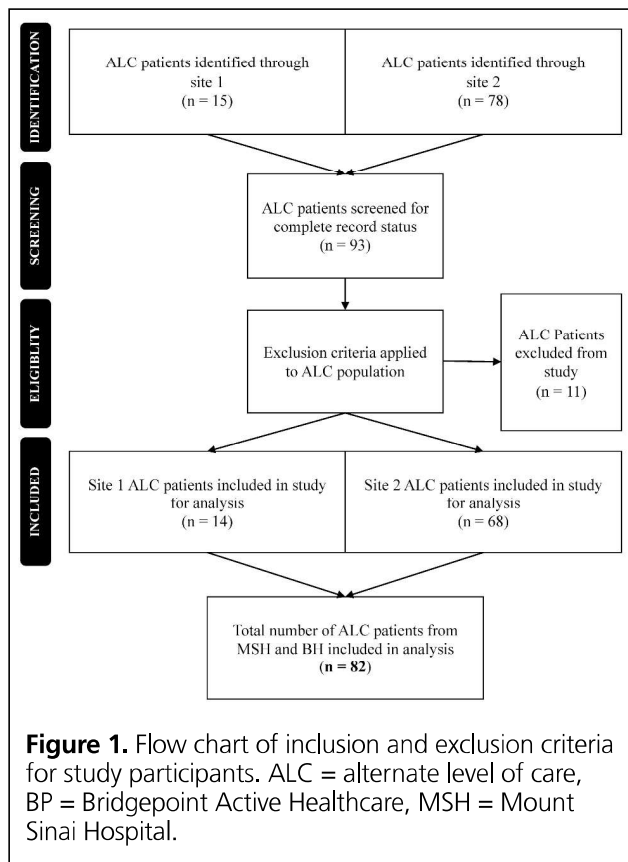 IDENTIFICATION
ALC patients identified through
site 1
(n = 15)
ALC patients identified through
site 2
(n = 78)
SCREENING
ALC patients screened for
complete record status
(n = 93)
ELIGIBLITY
Exclusion criteria applied
to ALC population
ALC Patients
excluded from
study
(n = 11)
INCLUDED
Site 1 ALC patients included in study
for analysis
(n = 14)
Site 2 ALC patients included in study
for analysis
(n = 68)
Total number of ALC patients from
MSH and BH included in analysis
(n = 82)
Figure 1. Flow chart of inclusion and exclusion criteria
for study participants. ALC = alternate level of care,
BP = Bridgepoint Active Healthcare, MSH = Mount
Sinai Hospital.